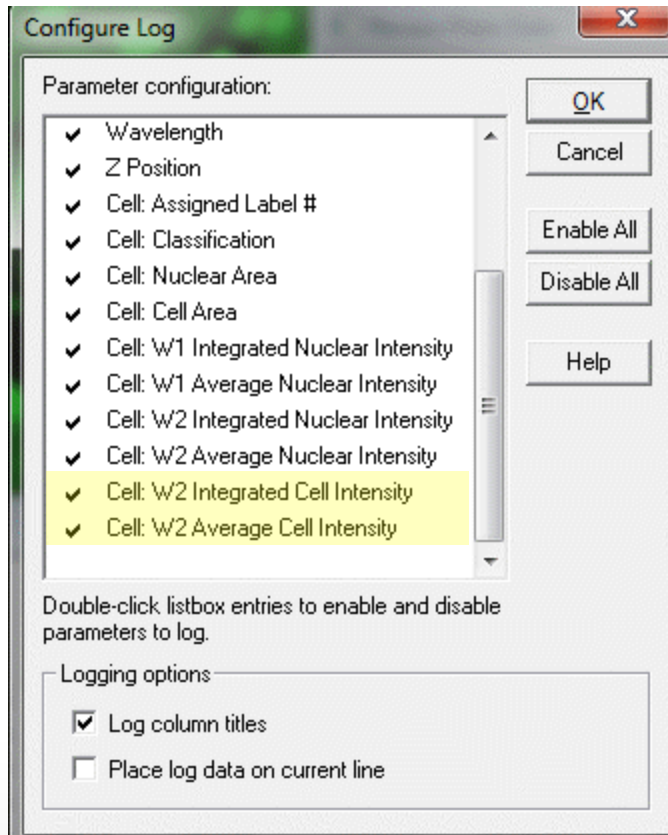 Configure Log
Parameter configuration:
Wavelength
Z Position
Cell: Assigned Label #
Cell: Classification
Cell: Nuclear Area
Cell: Cell Area
Cell: W1 Integrated Nuclear Intensity
Cell: W1 Average Nuclear Intensity
Cell: W2 Integrated Nuclear Intensity
Cell: W2 Average Nuclear Intensity
Cell: W2 Integrated Cell Intensity
Cell: W2 Average Cell Intensity
OK
Cancel
Enable All
Disable All
Help
Double-click listbox entries to enable and disable
parameters to log.
Logging options
Log column titles
Place log data on current line